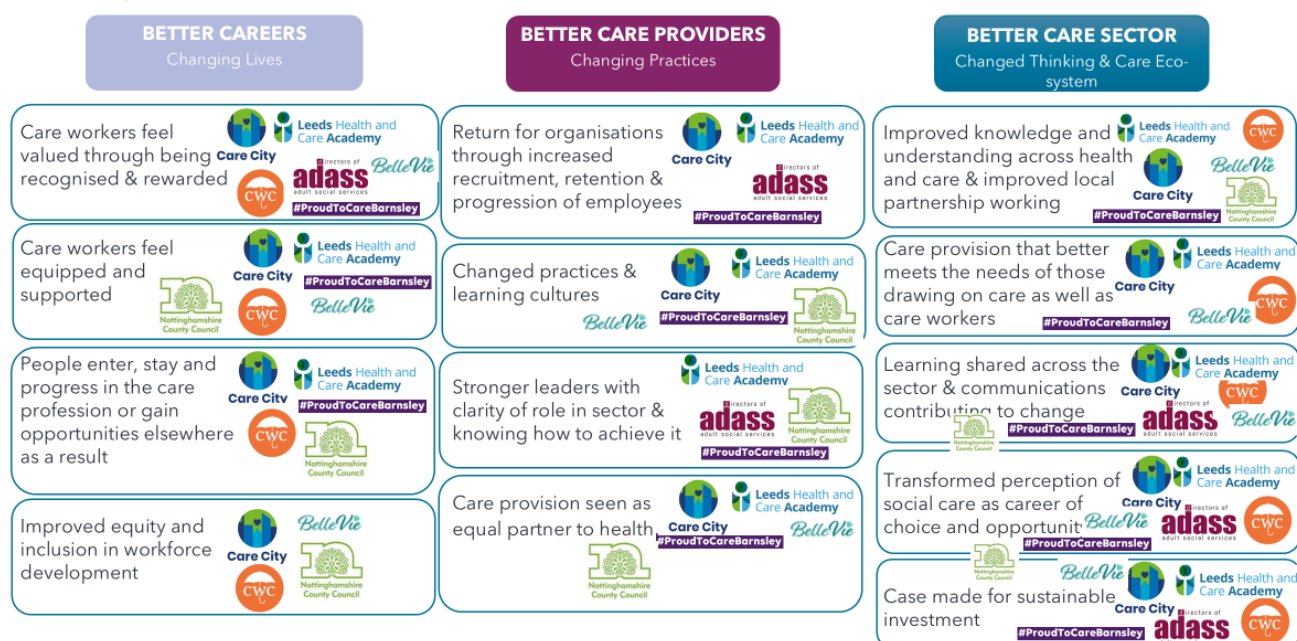 BETTER CAREERS
Changing Lives
Care workers feel
valued through being
recognised & rewarded
Care City
Leeds Health and
Care Academy
CWC
directors of
adass
adult social services
BelleVie
#ProudToCareBarnsley
Care workers feel
equipped and
supported
Care City
Leeds Health and
Care Academy
#ProudToCareBarnsley
Nottinghamshire
County Council
CWC
BelleVie
People enter, stay and
progress in the care
profession or gain
opportunities elsewhere
as a result
Care City
Leeds Health and
Care Academy
#ProudToCareBarnsley
CWC
Nottinghamshire
County Council
Improved equity and
inclusion in workforce
development
Care City
BelleVie
CWC
Nottinghamshire
County Council
BETTER CARE PROVIDERS
Changing Practices
Return for organisations
through increased
recruitment, retention &
progression of employees
Care City
Leeds Health and
Care Academy
directors of
adass
adult social services
#ProudToCareBarnsley
Changed practices &
learning cultures
Care City
Leeds Health and
Care Academy
BelleVie
#ProudToCareBarnsley
Nottinghamshire
County Council
Stronger leaders with
clarity of role in sector &
knowing how to achieve it
Leeds Health and
Care Academy
directors of
adass
adult social services
Nottinghamshire
County Council
#ProudToCareBarnsley
Care provision seen as
equal partner to health
Care City
Leeds Health and
Care Academy
#ProudToCareBarnsley
BelleVie
Nottinghamshire
County Council
BETTER CARE SECTOR
Changed Thinking & Care Eco-
system
Improved knowledge and
understanding across health
and care & improved local
partnership working
Leeds Health and
Care Academy
CWC
Care City
BelleVie
Nottinghamshire
County Council
#ProudToCareBarnsley
Care provision that better
meets the needs of those
drawing on care as well as
care workers
Care City
Leeds Health and
Care Academy
#ProudToCareBarnsley
BelleVie
CWC
Learning shared across the
sector & communications
contributing to change
Care City
Leeds Health and
Care Academy
CWC
Nottinghamshire
County Council
#ProudToCareBarnsley
directors of
adass
adult social services
BelleVie
Transformed perception of
social care as career of
choice and opportunit
Care City
Leeds Health and
Care Academy
BelleVie
directors of
adass
adult social services
CWC
#ProudToCareBarnsley
Nottinghamshire
County Council
Case made for sustainable
investment
BelleVie
Care City
Leeds Health and
Care Academy
#ProudToCareBarnsley
directors of
adass
CWC